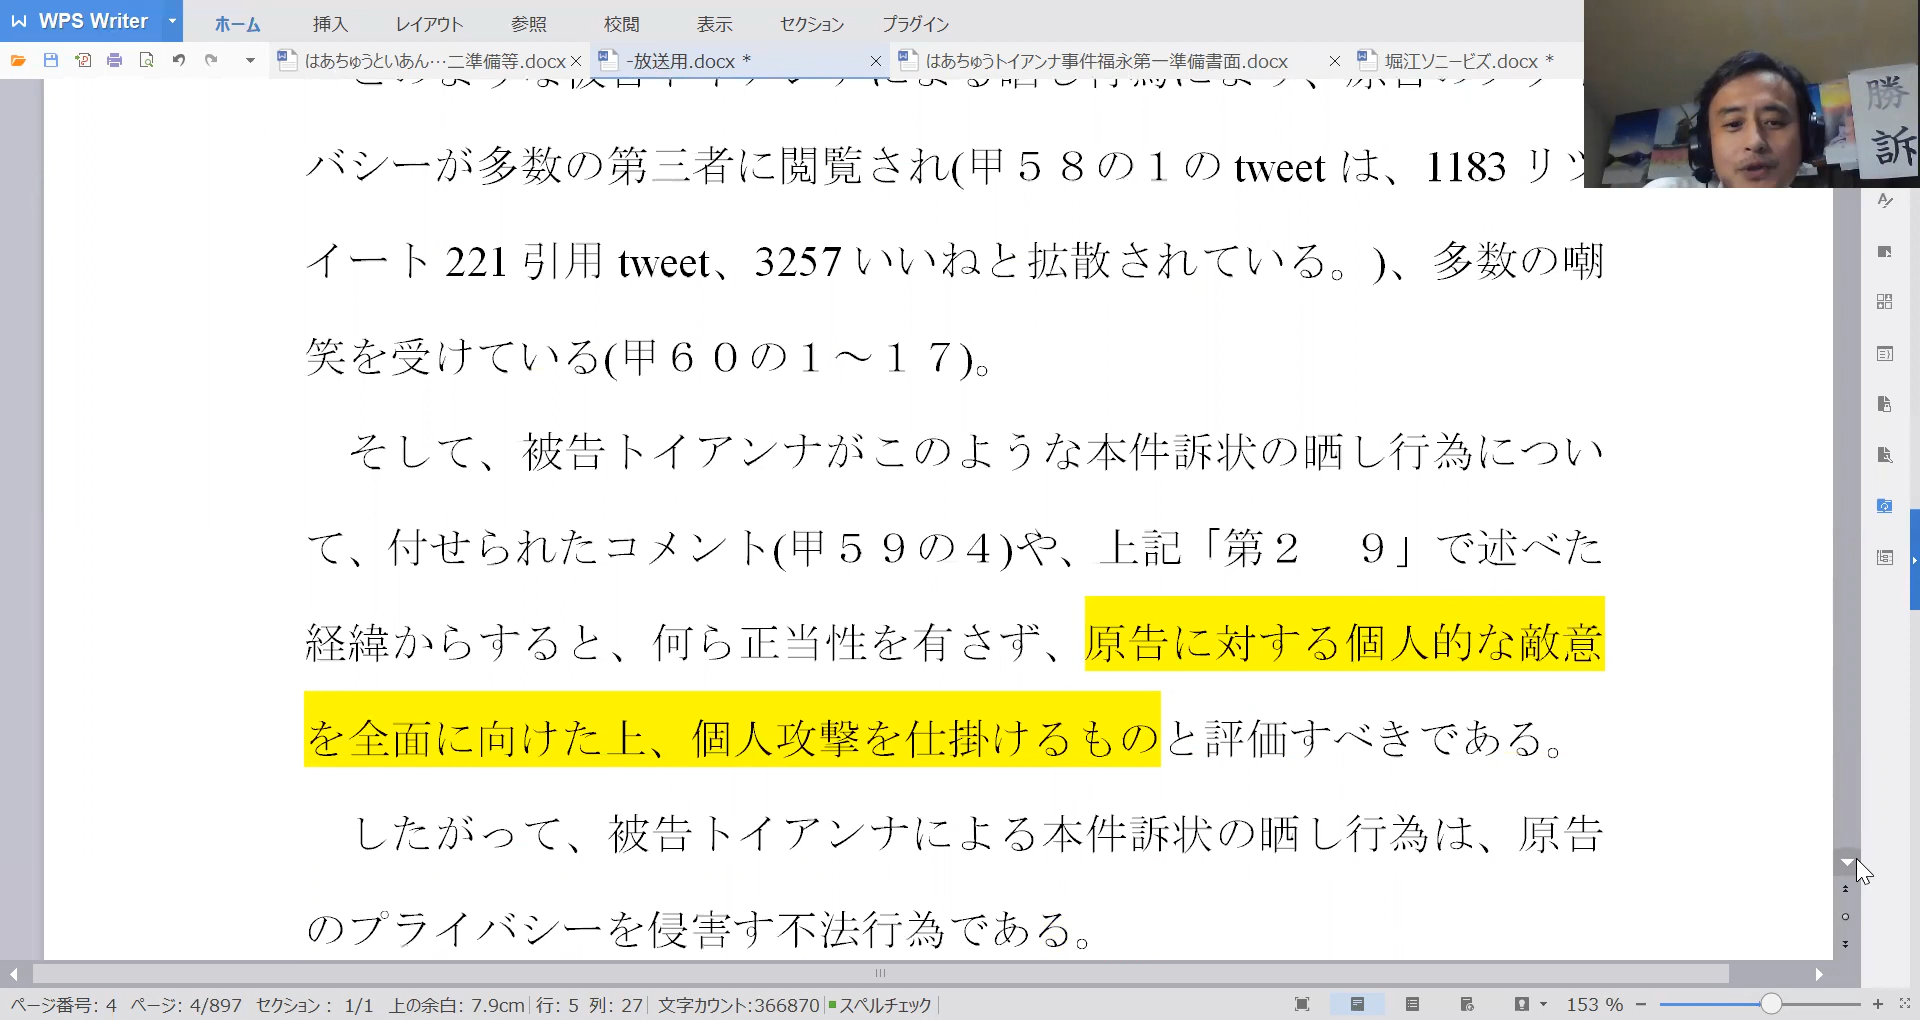 WPS Writer
ホーム 挿入 レイアウト 参照 校閲 表示 セクション プラグイン
はあちゅうといあん…二準備等.docx × -放送用.docx * × はあちゅうトイアンナ事件福永第一準備書面.docx × 堀江ソニービズ.docx *
バシーが多数の第三者に閲覧され(甲５８の１の tweet は、1183 リツ
イート 221 引用 tweet、3257 いいねと拡散されている。)、多数の嘲
笑を受けている(甲６０の１～１７)。
そして、被告トイアンナがこのような本件訴状の晒し行為につい
て、付せられたコメント(甲５９の４)や、上記「第２　９」で述べた
経緯からすると、何ら正当性を有さず、原告に対する個人的な敵意
を全面に向けた上、個人攻撃を仕掛けるものと評価すべきである。
したがって、被告トイアンナによる本件訴状の晒し行為は、原告
のプライバシーを侵害す不法行為である。
勝
訴
ページ番号: 4 ページ: 4/897 セクション： 1/1 上の余白: 7.9cm 行: 5 列: 27 文字カウント:366870 スペルチェック 153 %